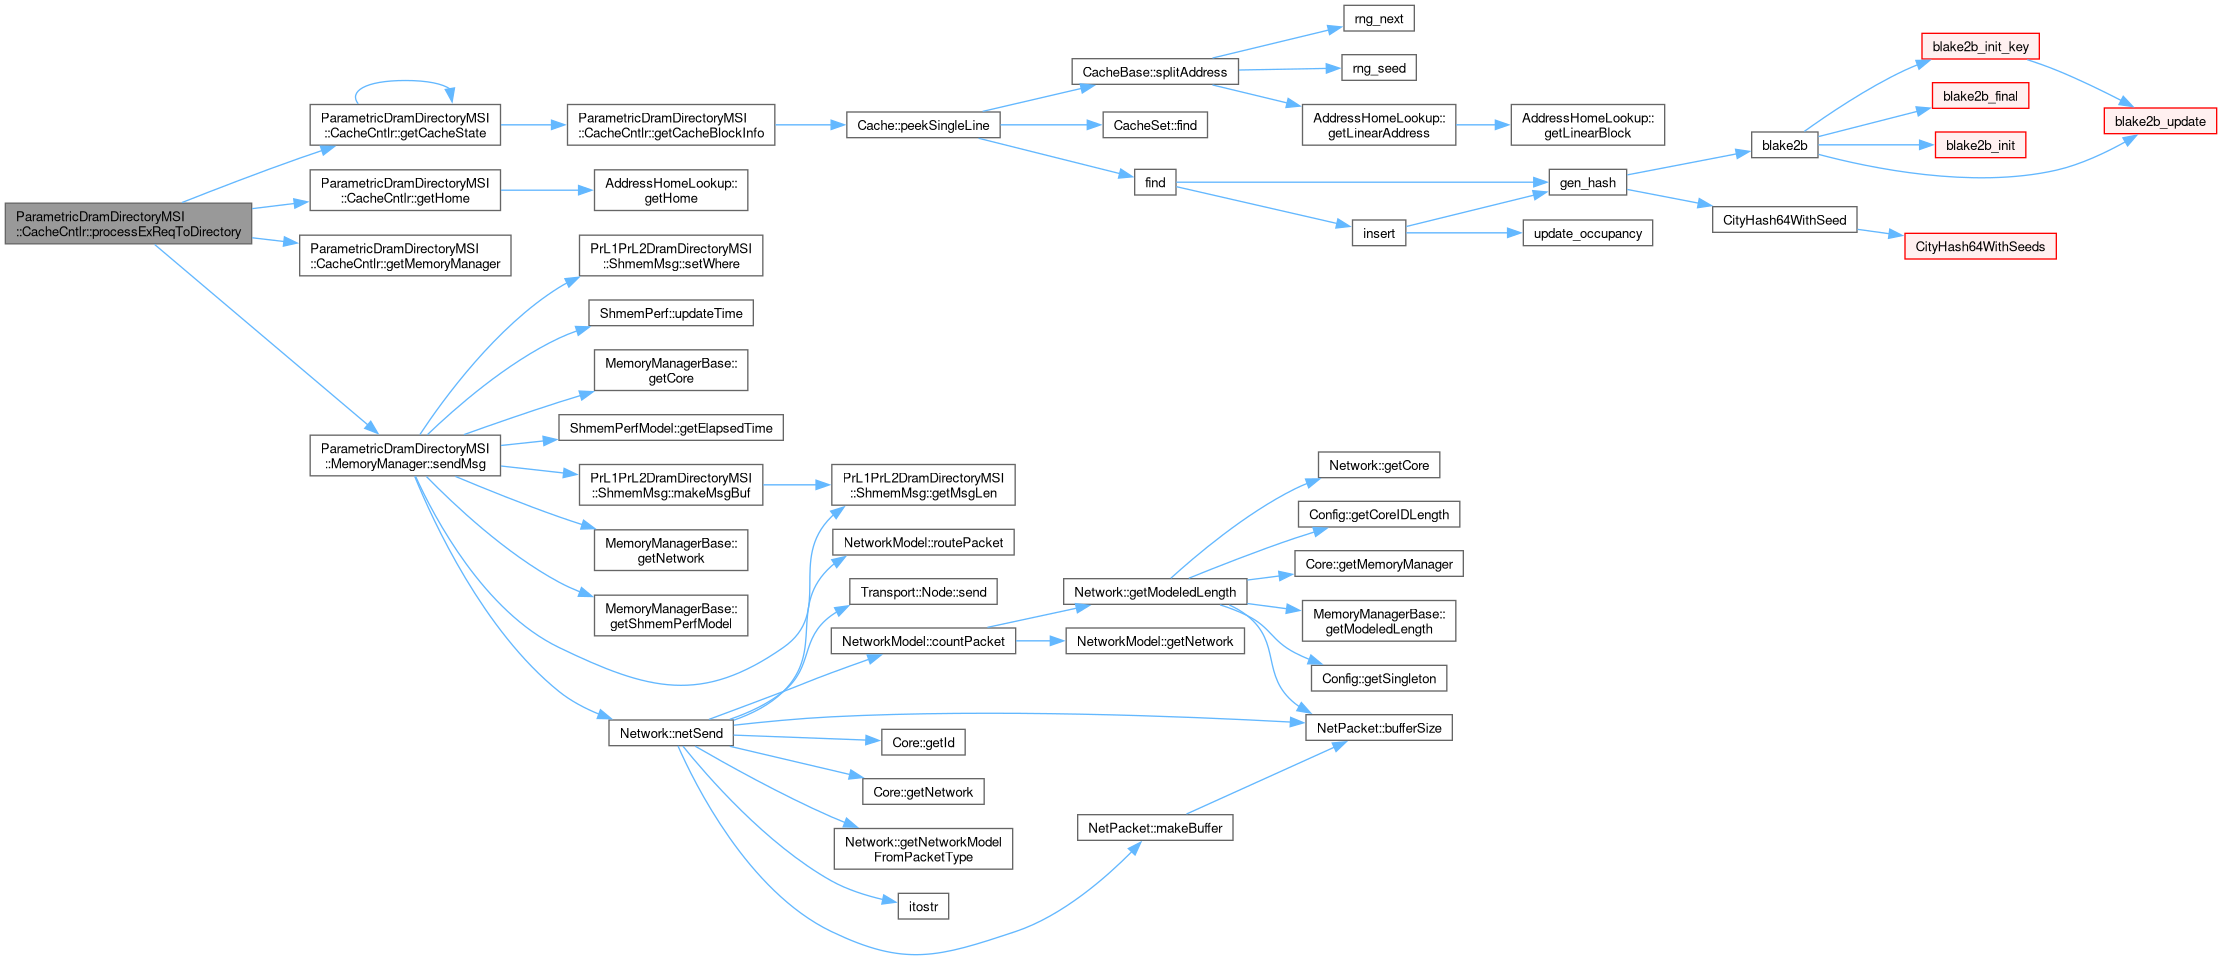 ParametricDramDirectoryMSI
::CacheCntlr::processExReqToDirectory
ParametricDramDirectoryMSI
::CacheCntlr::getCacheState
ParametricDramDirectoryMSI
::CacheCntlr::getCacheBlockInfo
Cache::peekSingleLine
CacheBase::splitAddress
rng_next
rng_seed
AddressHomeLookup::
getLinearAddress
AddressHomeLookup::
getLinearBlock
CacheSet::find
find
gen_hash
insert
update_occupancy
blake2b
CityHash64WithSeed
blake2b_init_key
blake2b_final
blake2b_init
blake2b_update
CityHash64WithSeeds
ParametricDramDirectoryMSI
::CacheCntlr::getHome
AddressHomeLookup::
getHome
ParametricDramDirectoryMSI
::CacheCntlr::getMemoryManager
ParametricDramDirectoryMSI
::MemoryManager::sendMsg
PrL1PrL2DramDirectoryMSI
::ShmemMsg::setWhere
ShmemPerf::updateTime
MemoryManagerBase::
getCore
ShmemPerfModel::getElapsedTime
PrL1PrL2DramDirectoryMSI
::ShmemMsg::makeMsgBuf
PrL1PrL2DramDirectoryMSI
::ShmemMsg::getMsgLen
MemoryManagerBase::
getNetwork
MemoryManagerBase::
getShmemPerfModel
Network::netSend
NetworkModel::routePacket
Transport::Node::send
NetworkModel::countPacket
Network::getModeledLength
NetworkModel::getNetwork
Network::getCore
Config::getCoreIDLength
Core::getMemoryManager
MemoryManagerBase::
getModeledLength
Config::getSingleton
NetPacket::bufferSize
Core::getId
Core::getNetwork
Network::getNetworkModel
FromPacketType
itostr
NetPacket::makeBuffer